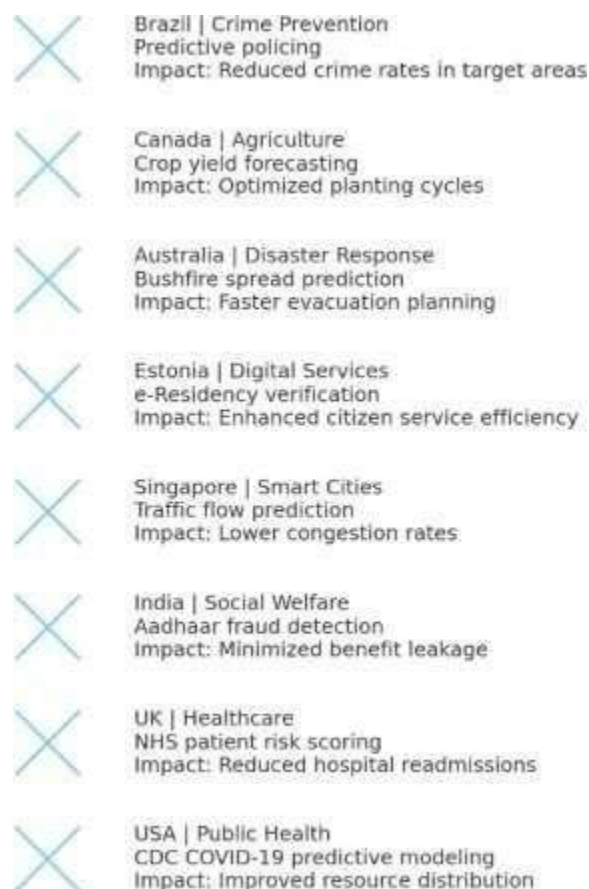 Brazil | Crime Prevention
Predictive policing
Impact: Reduced crime rates in target areas
Canada | Agriculture
Crop yield forecasting
Impact: Optimized planting cycles
Australia | Disaster Response
Bushfire spread prediction
Impact: Faster evacuation planning
Estonia | Digital Services
e-Residency verification
Impact: Enhanced citizen service efficiency
Singapore | Smart Cities
Traffic flow prediction
Impact: Lower congestion rates
India | Social Welfare
Aadhaar fraud detection
Impact: Minimized benefit leakage
UK | Healthcare
NHS patient risk scoring
Impact: Reduced hospital readmissions
USA | Public Health
CDC COVID-19 predictive modeling
Impact: Improved resource distribution